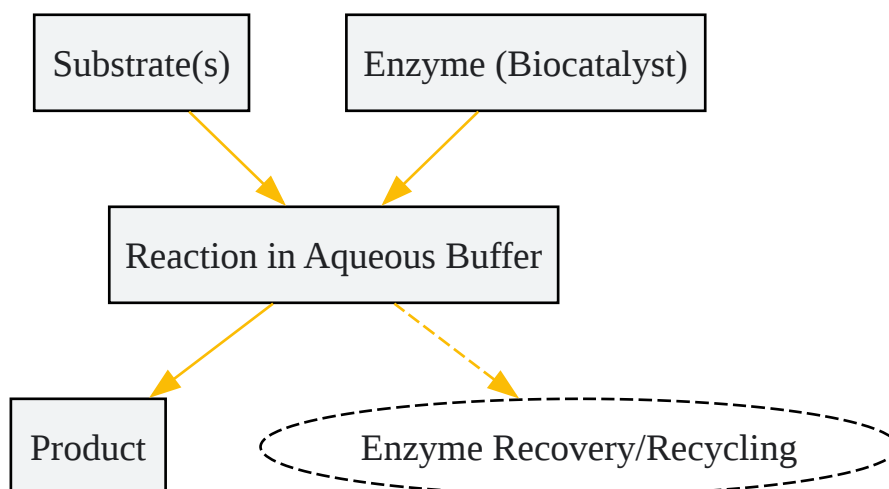 Substrate(s)
Enzyme (Biocatalyst)
Reaction in Aqueous Buffer
Product
Enzyme Recovery/Recycling